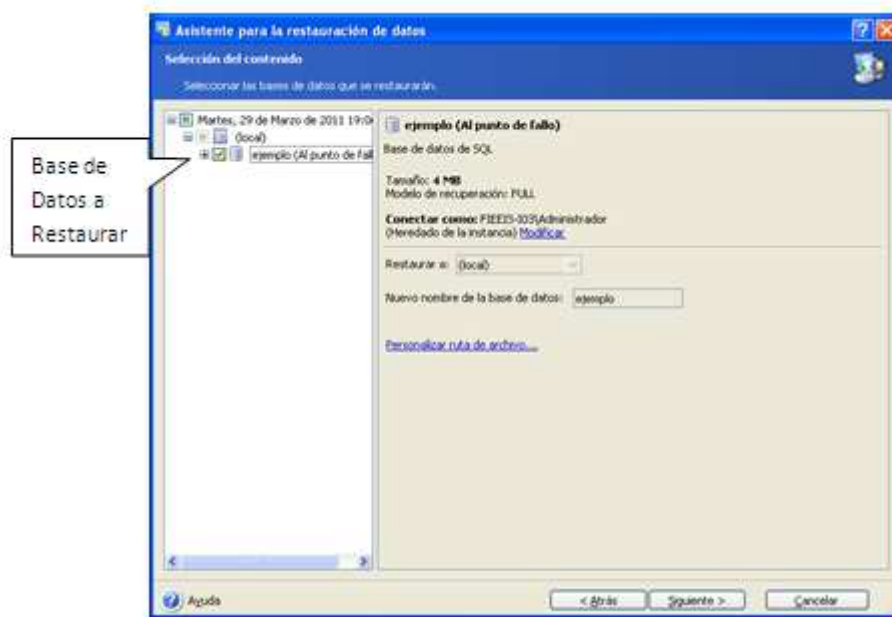 Asistente para la restauración de datos
Selección del contenido
Seleccionar las bases de datos que se restaurarán.
Martes, 29 de Marzo de 2011 19:0
(local)
ejemplo (Al punto de fall
Base de
Datos a
Restaurar
ejemplo (Al punto de fallo)
Base de datos de SQL
Tamaño: 4 MB
Modelo de recuperación: FULL
Conectar como: FIEEIS-I03\Administrador
(Heredado de la instancia) Modificar
Restaurar a: (local)
Nuevo nombre de la base de datos: ejemplo
Personalizar ruta de archivo...
Ayuda
< Atrás
Siguiente >
Cancelar